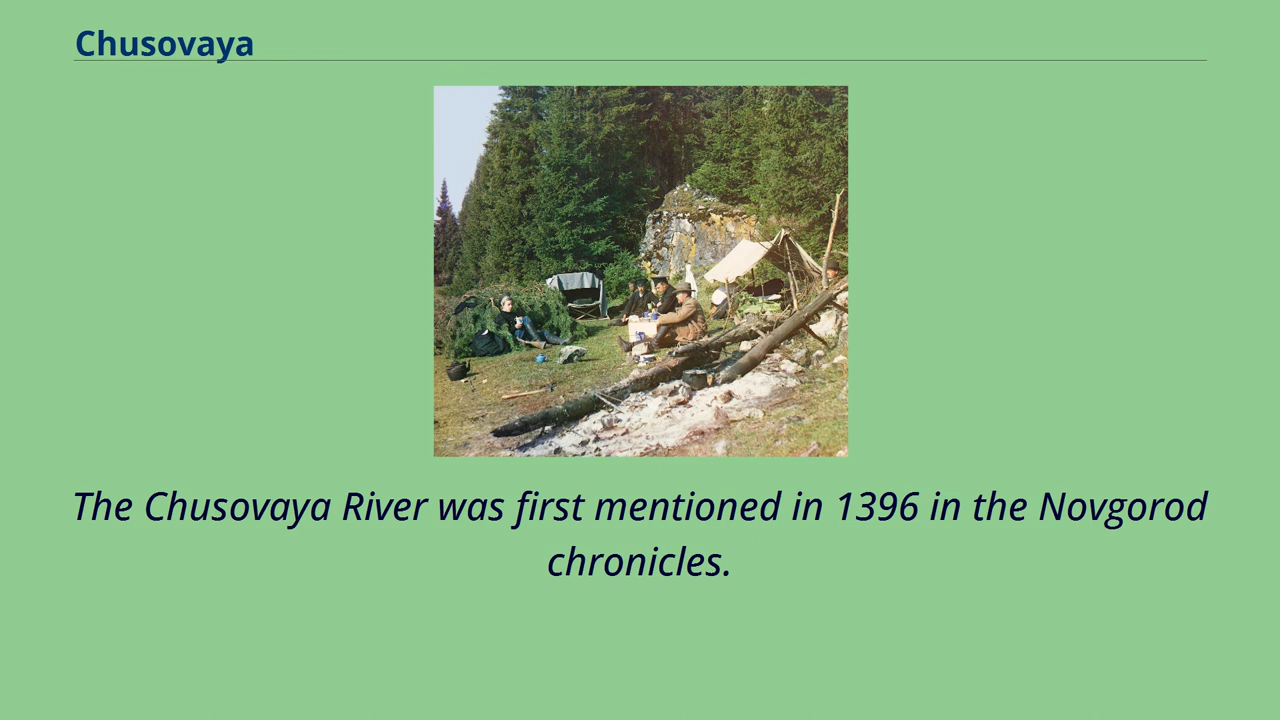 Chusovaya
The Chusovaya River was first mentioned in 1396 in the Novgorod
chronicles.